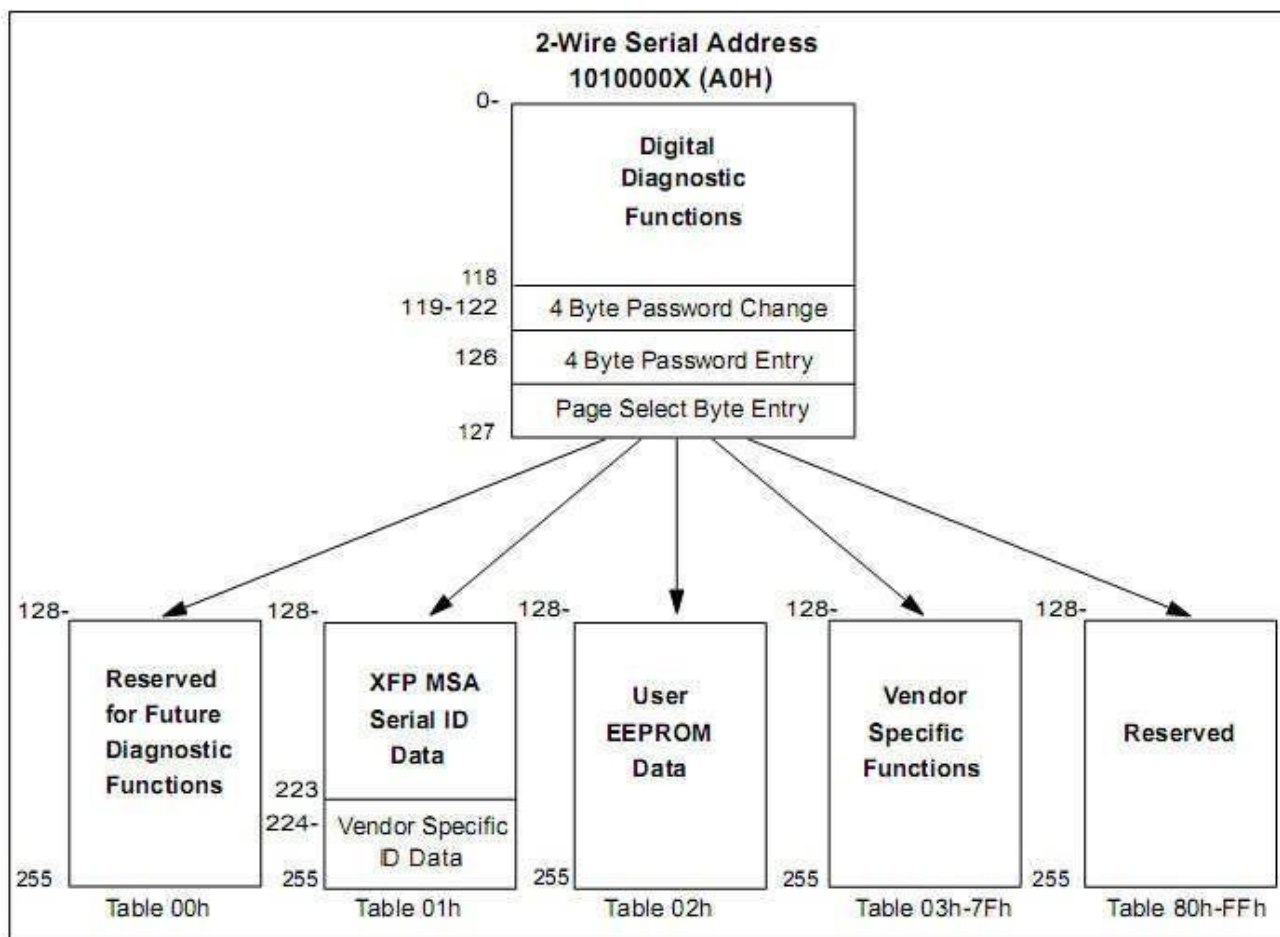 2-Wire Serial Address
1010000X (A0H)
0-
Digital
Diagnostic
Functions
118
119-122
4 Byte Password Change
126
4 Byte Password Entry
Page Select Byte Entry
127
128-
Reserved
for Future
Diagnostic
Functions
255
Table 00h
128-
XFP MSA
Serial ID
Data
223
224-
Vendor Specific
ID Data
255
Table 01h
128-
User
EEPROM
Data
255
Table 02h
128-
Vendor
Specific
Functions
255
Table 03h-7Fh
128-
Reserved
255
Table 80h-FFh